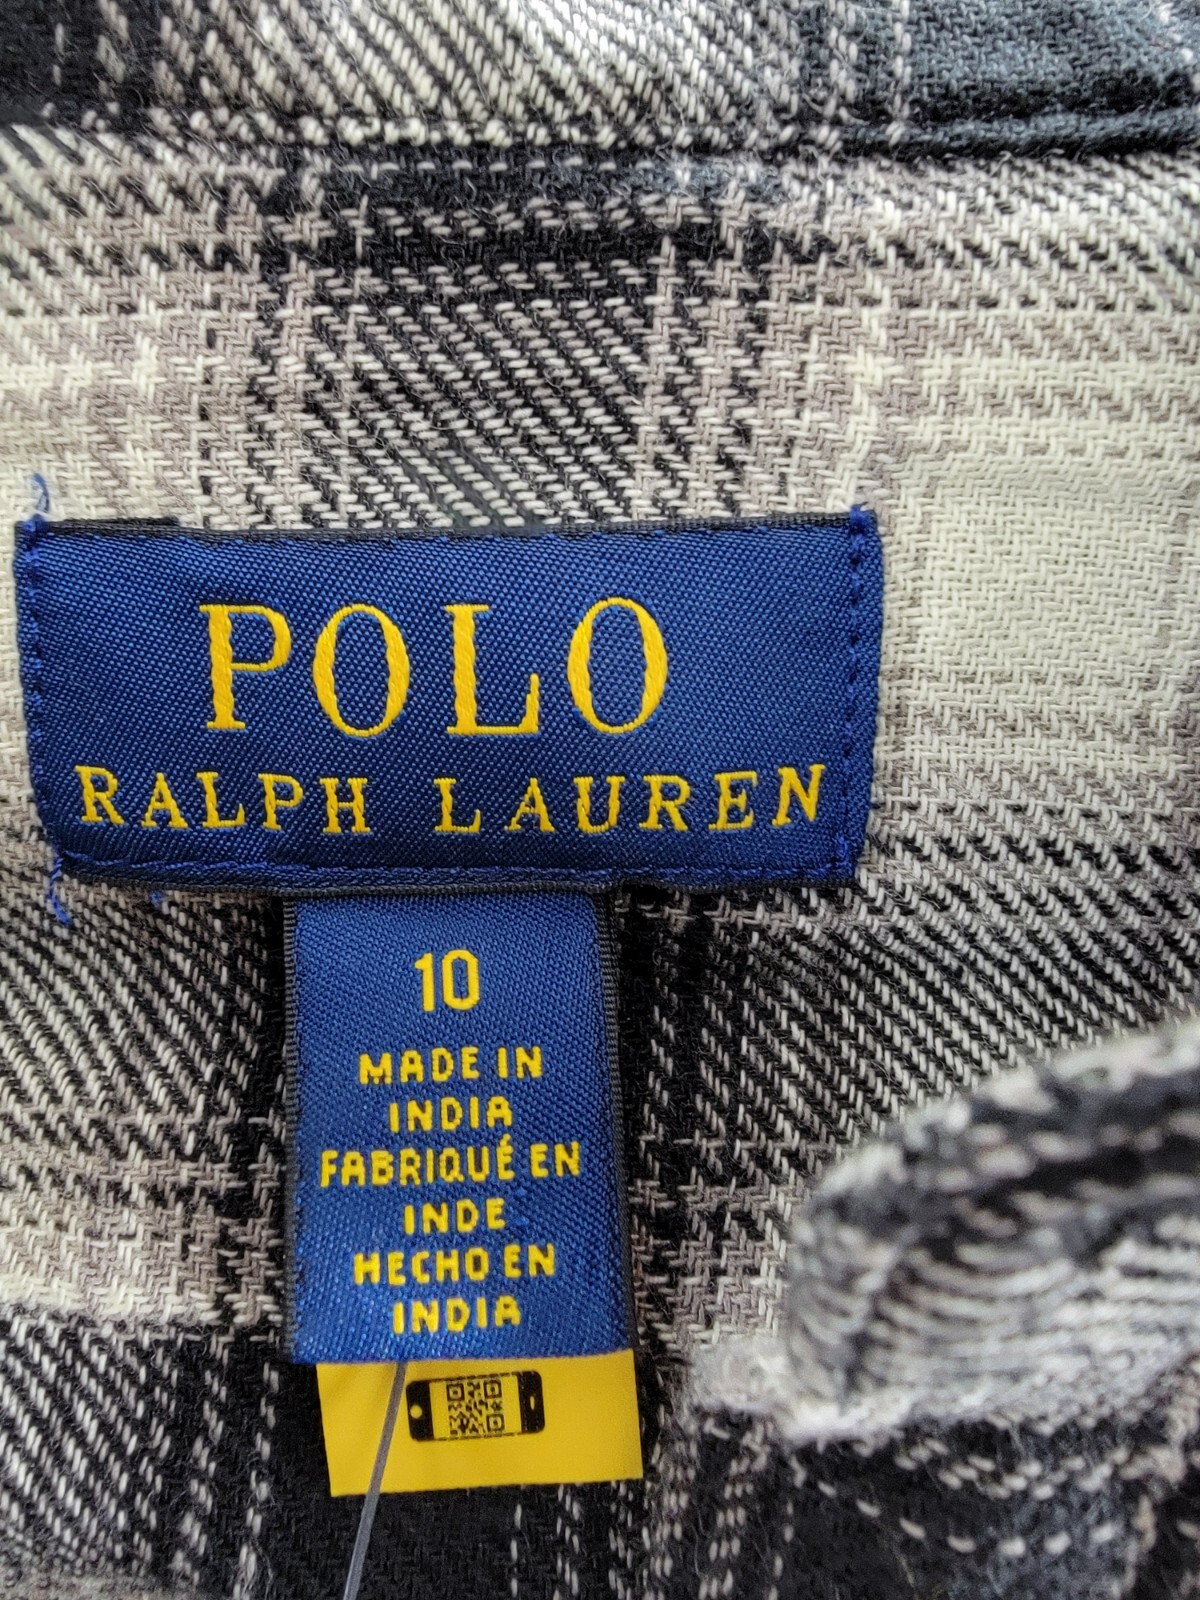 POLO
RALPH LAUREN
10
MADE IN
INDIA
FABRIQUÉ EN
INDE
HECHO EN
INDIA